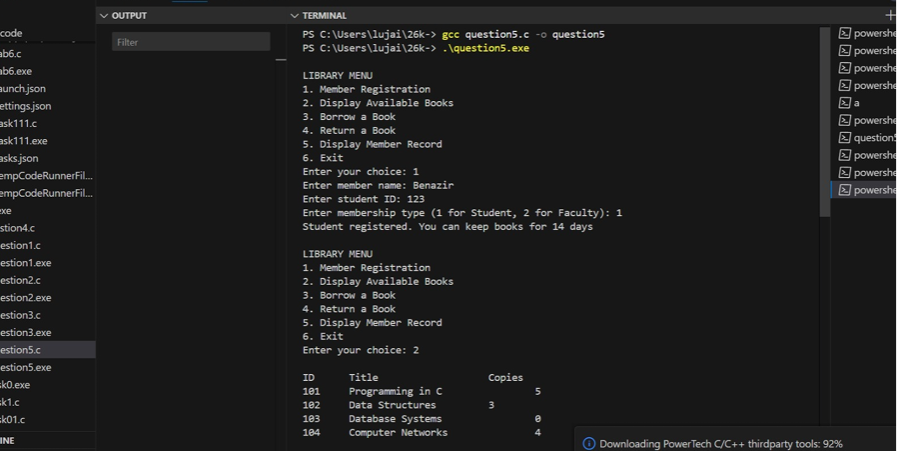 OUTPUT
TERMINAL
code
ab6.c
ab6.exe
aunch.json
ettings.json
ask111.c
ask111.exe
asks.json
empCodeRunnerFil...
empCodeRunnerFil...
exe
stion4.c
estion1.c
estion1.exe
estion2.c
estion2.exe
estion3.c
estion3.exe
estion5.c
estion5.exe
sk0.exe
sk1.c
sk01.c
INE
Filter
PS C:\Users\lujai\26k-> gcc question5.c -o question5
PS C:\Users\lujai\26k-> .\question5.exe
LIBRARY MENU
1. Member Registration
2. Display Available Books
3. Borrow a Book
4. Return a Book
5. Display Member Record
6. Exit
Enter your choice: 1
Enter member name: Benazir
Enter student ID: 123
Enter membership type (1 for Student, 2 for Faculty): 1
Student registered. You can keep books for 14 days
LIBRARY MENU
1. Member Registration
2. Display Available Books
3. Borrow a Book
4. Return a Book
5. Display Member Record
6. Exit
Enter your choice: 2
ID Title Copies
101 Programming in C 5
102 Data Structures 3
103 Database Systems 0
104 Computer Networks 4
powershe
powershe
powershe
powershe
a
powershe
question5
powershe
powershe
powershe
Downloading PowerTech C/C++ thirdparty tools: 92%